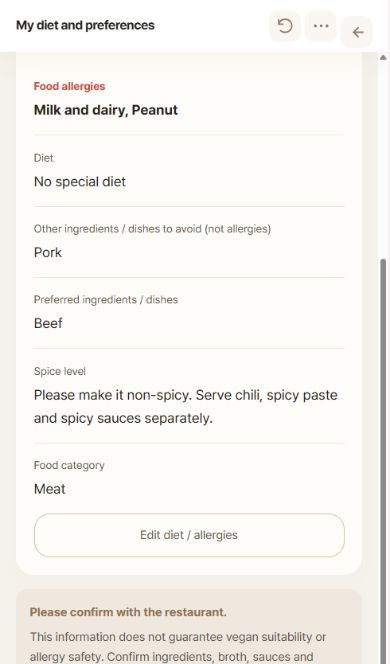 My diet and preferences
Food allergies
Milk and dairy, Peanut
Diet
No special diet
Other ingredients / dishes to avoid (not allergies)
Pork
Preferred ingredients / dishes
Beef
Spice level
Please make it non-spicy. Serve chili, spicy paste
and spicy sauces separately.
Food category
Meat
Edit diet / allergies
Please confirm with the restaurant.
This information does not guarantee vegan suitability or
allergy safety. Confirm ingredients, broth, sauces and